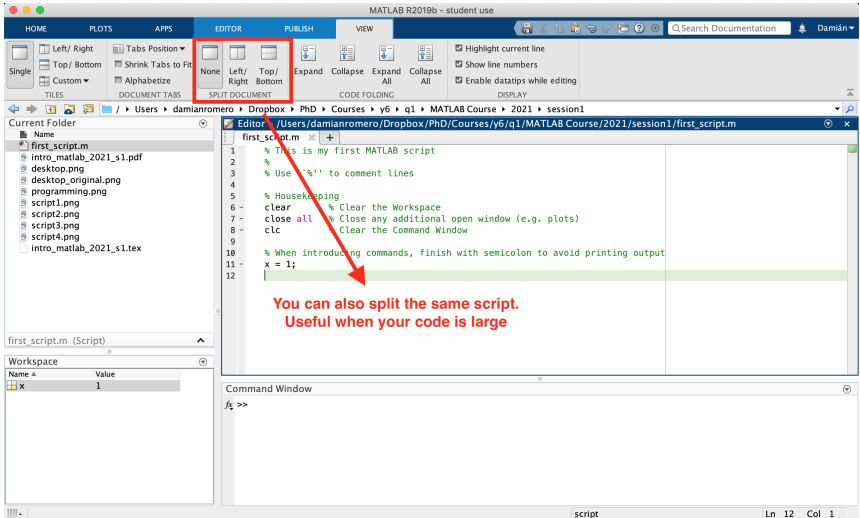 MATLAB R2019b - student use
HOME PLOTS APPS EDITOR PUBLISH VIEW Search Documentation Damián
Single
Left/ Right
Top/ Bottom
Custom
TILES
Tabs Position
Shrink Tabs to Fit
Alphabetize
DOCUMENT TABS
None
Left/ Right
Top/ Bottom
SPLIT DOCUMENT
Expand
Collapse
Expand All
Collapse All
CODE FOLDING
Highlight current line
Show line numbers
Enable datatips while editing
DISPLAY
/ Users damianromero Dropbox PhD Courses y6 q1 MATLAB Course 2021 session1
Current Folder
Name
first_script.m
intro_matlab_2021_s1.pdf
desktop.png
desktop_original.png
programming.png
script1.png
script2.png
script3.png
script4.png
intro_matlab_2021_s1.tex
first_script.m (Script)
Workspace
Name Value
x 1
Editor - /Users/damianromero/Dropbox/PhD/Courses/y6/q1/MATLAB Course/2021/session1/first_script.m
first_script.m
1 % This is my first MATLAB script
2 %
3 % Use ``%'' to comment lines
4
5 % Housekeeping
6 - clear % Clear the Workspace
7 - close all % Close any additional open window (e.g. plots)
8 - clc % Clear the Command Window
9
10 % When introducing commands, finish with semicolon to avoid printing output
11 - x = 1;
12
You can also split the same script.
Useful when your code is large
Command Window
fx >>
script Ln 12 Col 1